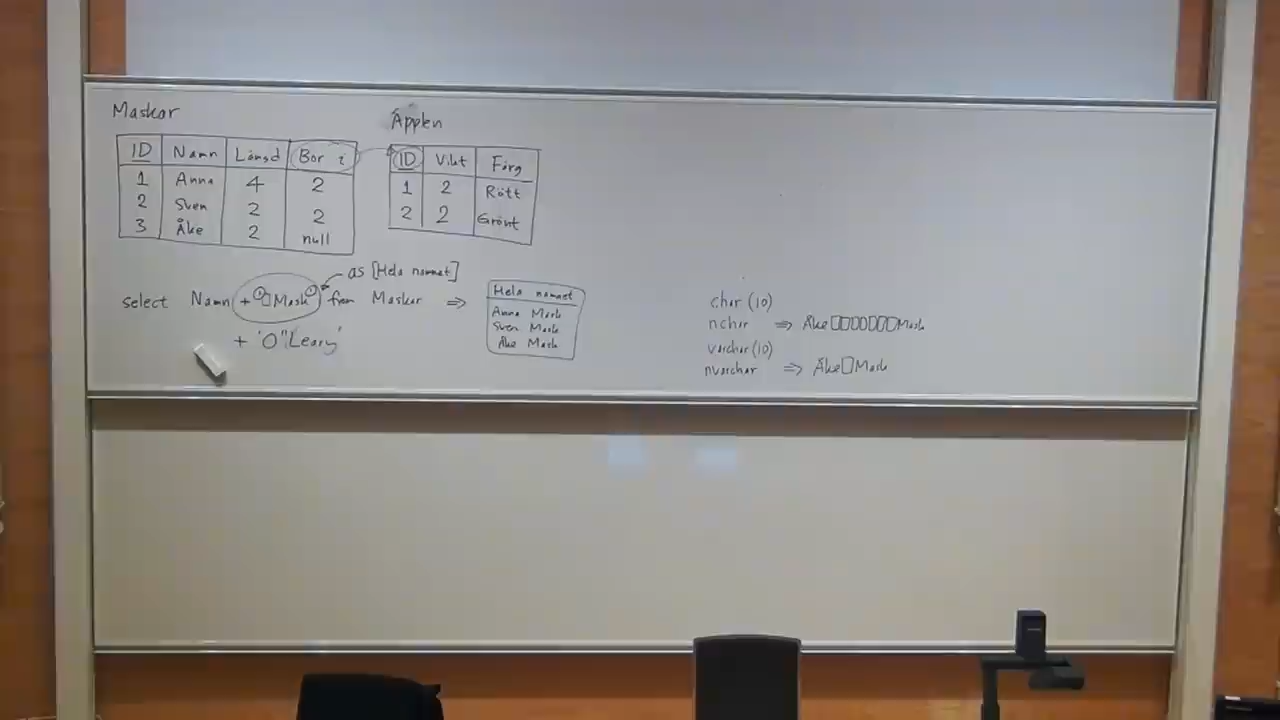 Maskar
ID Namn Längd Bor i
1 Anna 4 2
2 Sven 2 2
3 Åke 2 null
Äpplen
ID Vikt Färg
1 2 Rött
2 2 Grönt
as [Hela namnet]
select Namn + '□Mask' from Maskar ⇒
+ 'O''Leary'
Hela namnet
Anna Mask
Sven Mask
Åke Mask
char (10)
nchar ⇒ Åke□□□□□□□Mask
varchar (10)
nvarchar ⇒ Åke□Mask